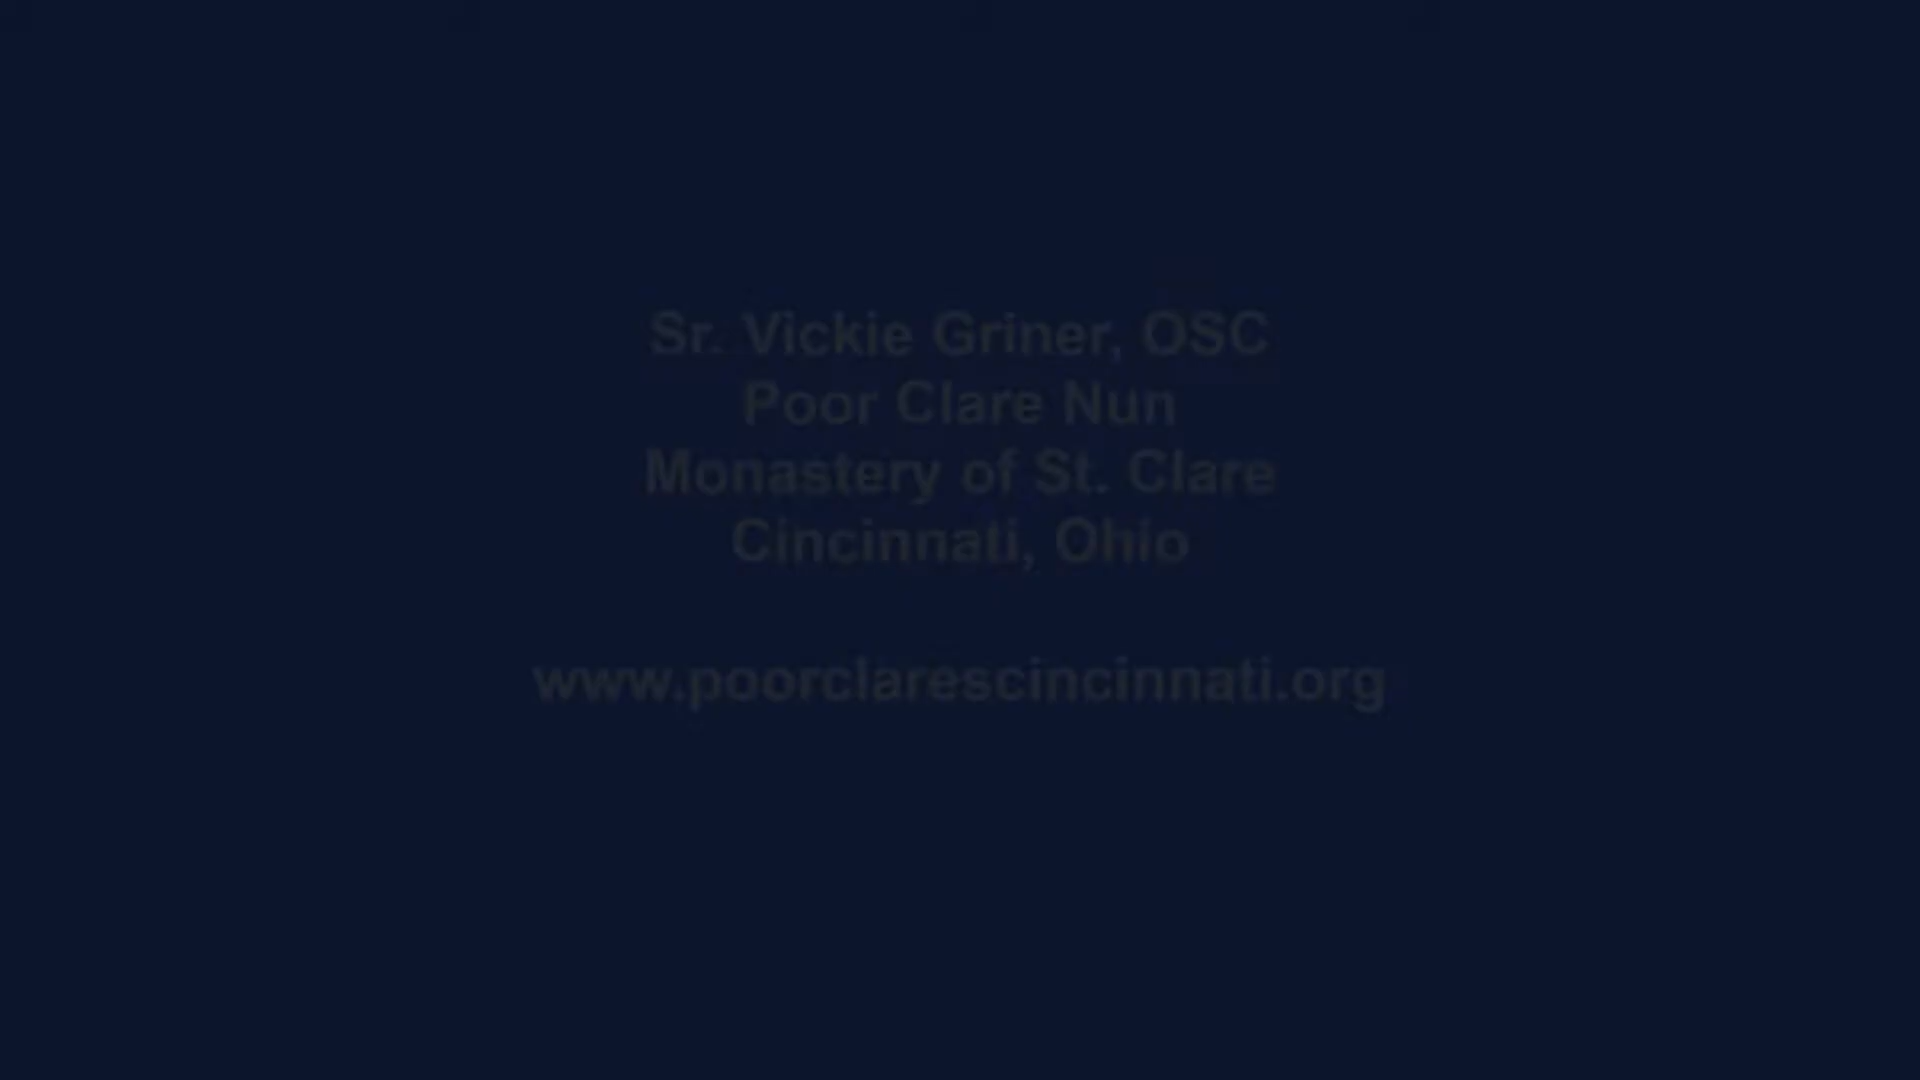 Sr. Vickie Griner, OSC
Poor Clare Nun
Monastery of St. Clare
Cincinnati, Ohio
www.poorclarescincinnati.org